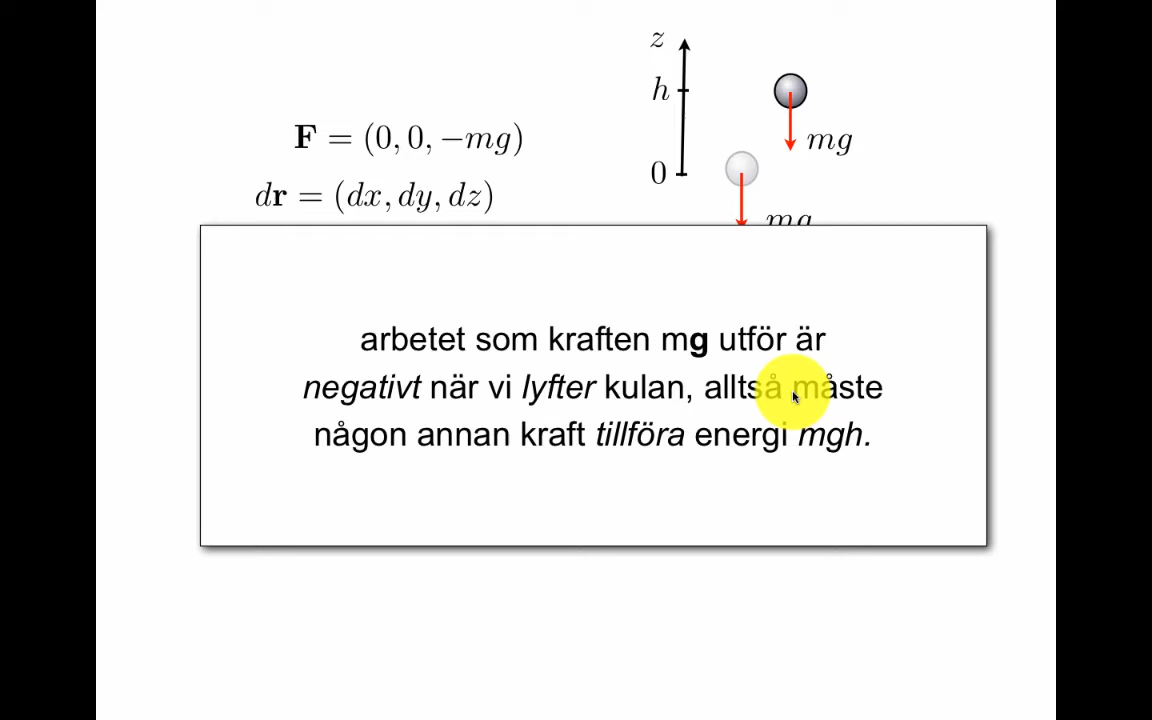 z
h
F = (0, 0, −mg)
mg
0
dr = (dx, dy, dz)
mg
arbetet som kraften mg utför är
negativt när vi lyfter kulan, alltså måste
någon annan kraft tillföra energi mgh.